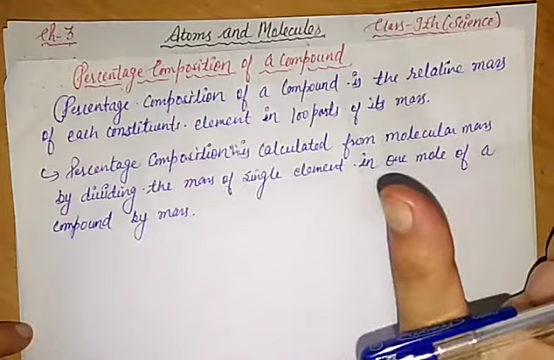 Ch-3 Atoms and Molecules Class-9th (Science)
Percentage Composition of a Compound
Percentage Composition of a Compound is the relative mass
of each constituents element in 100 parts of its mass.
↪ Percentage Composition is calculated from molecular mass
by dividing the mass of single element in one mole of a
compound by mass.